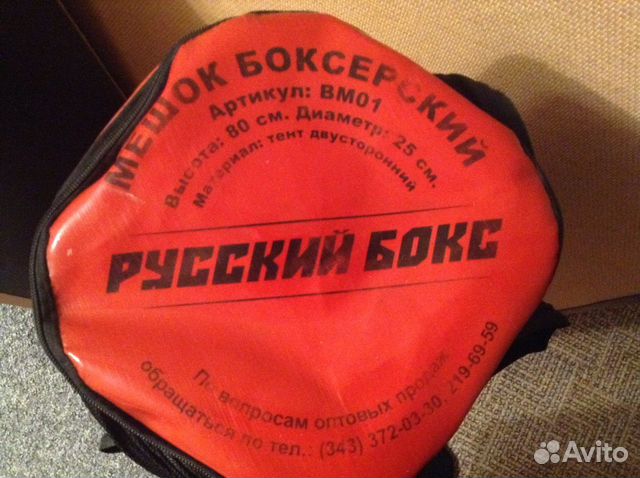 МЕШОК БОКСЕРСКИЙ
Артикул: ВМ01
Высота: 80 см. Диаметр: 25 см.
Материал: тент двусторонний
РУССКИЙ БОКС
По вопросам оптовых продаж
обращаться по тел.: (343) 372-03-30, 219-69-59
Avito